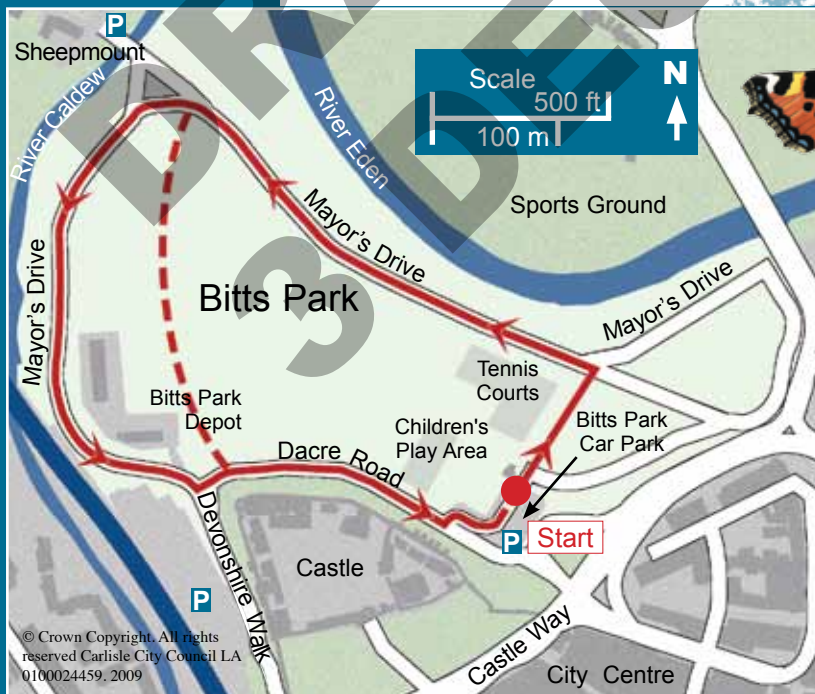 P
Sheepmount
River Caldew
River Eden
Scale
500 ft
100 m
N
Sports Ground
Mayor's Drive
Mayor's Drive
Mayor's Drive
Bitts Park
Tennis
Courts
Bitts Park
Depot
Children's
Play Area
Bitts Park
Car Park
Dacre Road
P
Start
Devonshire Walk
Castle
P
Castle Way
City Centre
© Crown Copyright. All rights
reserved Carlisle City Council LA
0100024459. 2009